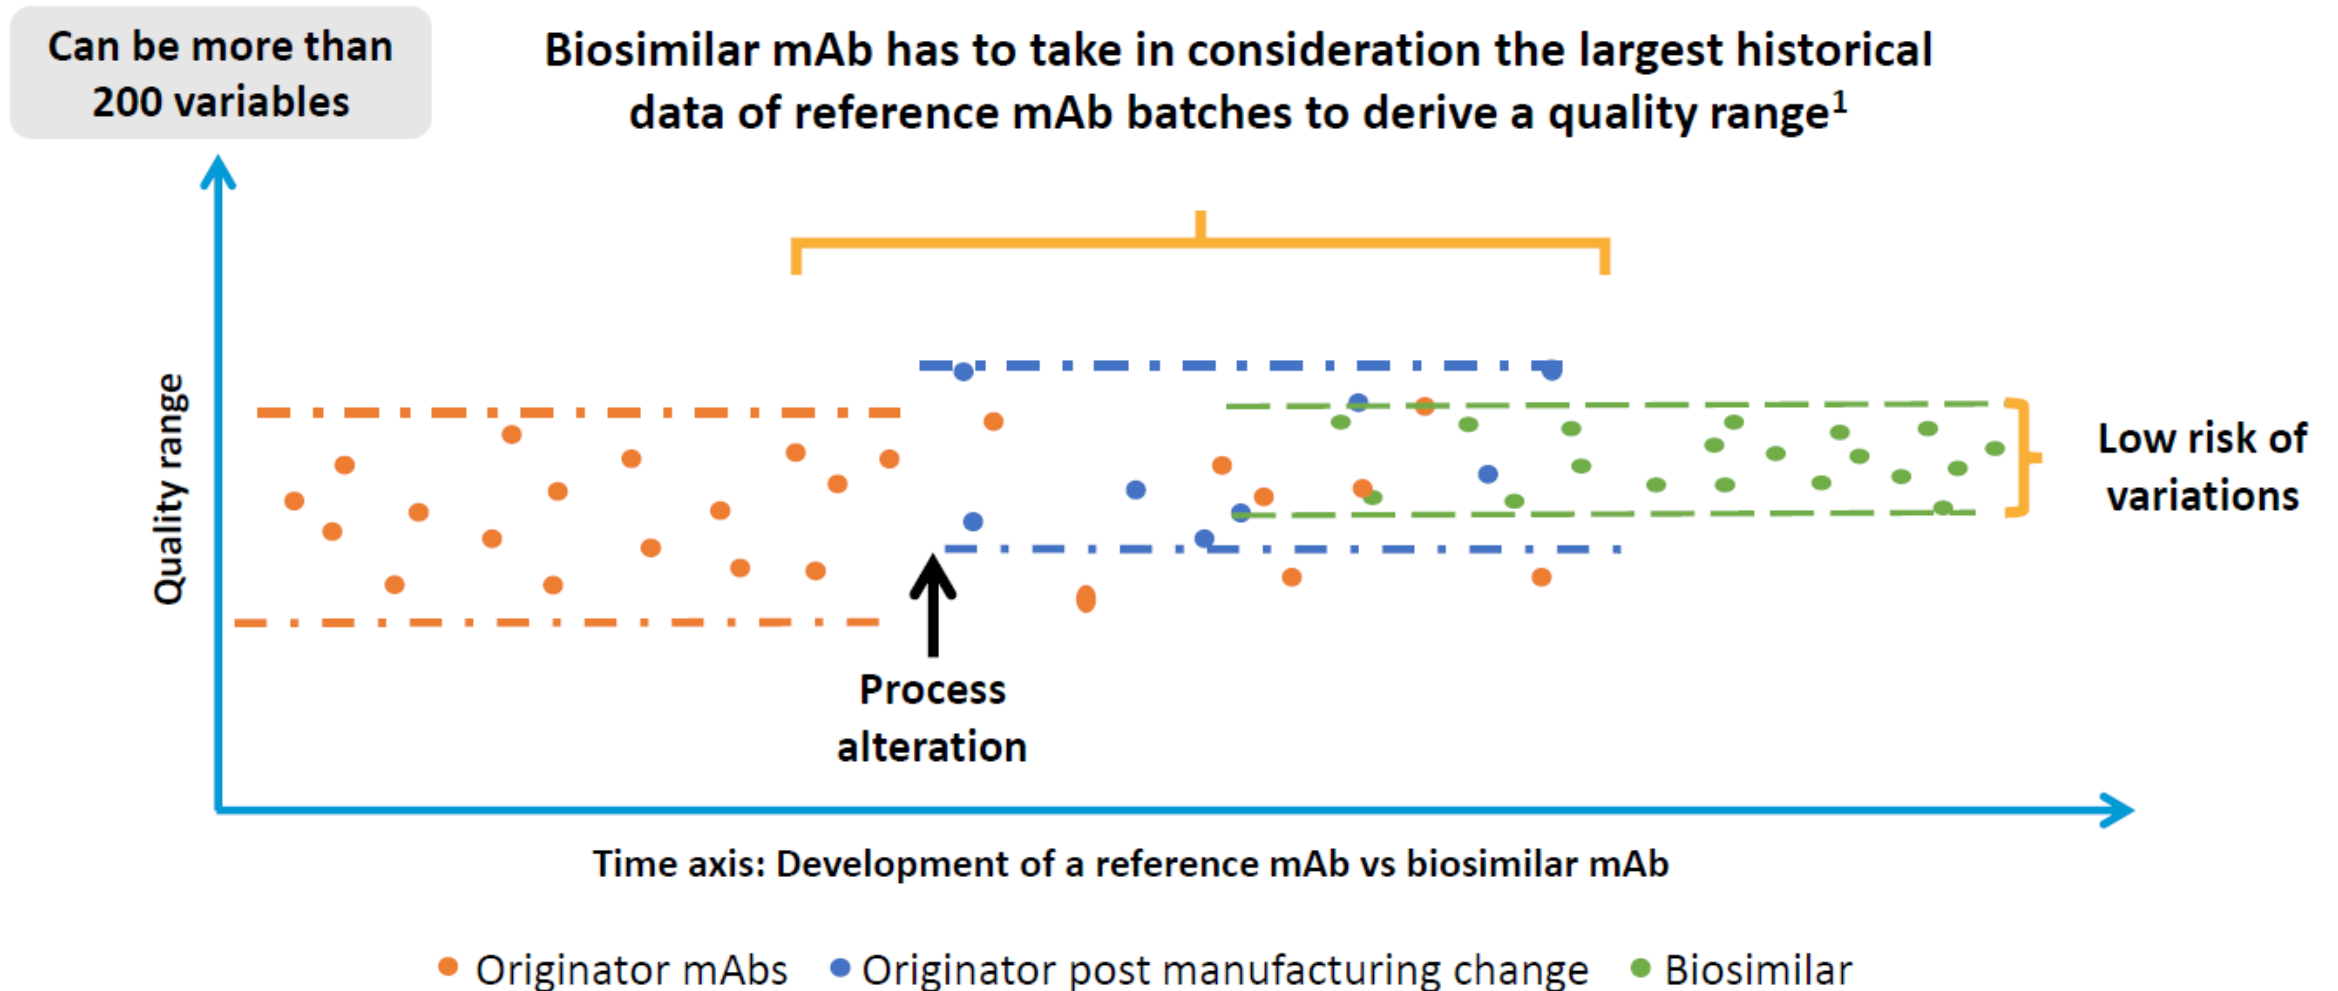 Can be more than
200 variables
Biosimilar mAb has to take in consideration the largest historical
data of reference mAb batches to derive a quality range¹
Quality range
Low risk of
variations
Process
alteration
Time axis: Development of a reference mAb vs biosimilar mAb
Originator mAbs
Originator post manufacturing change
Biosimilar